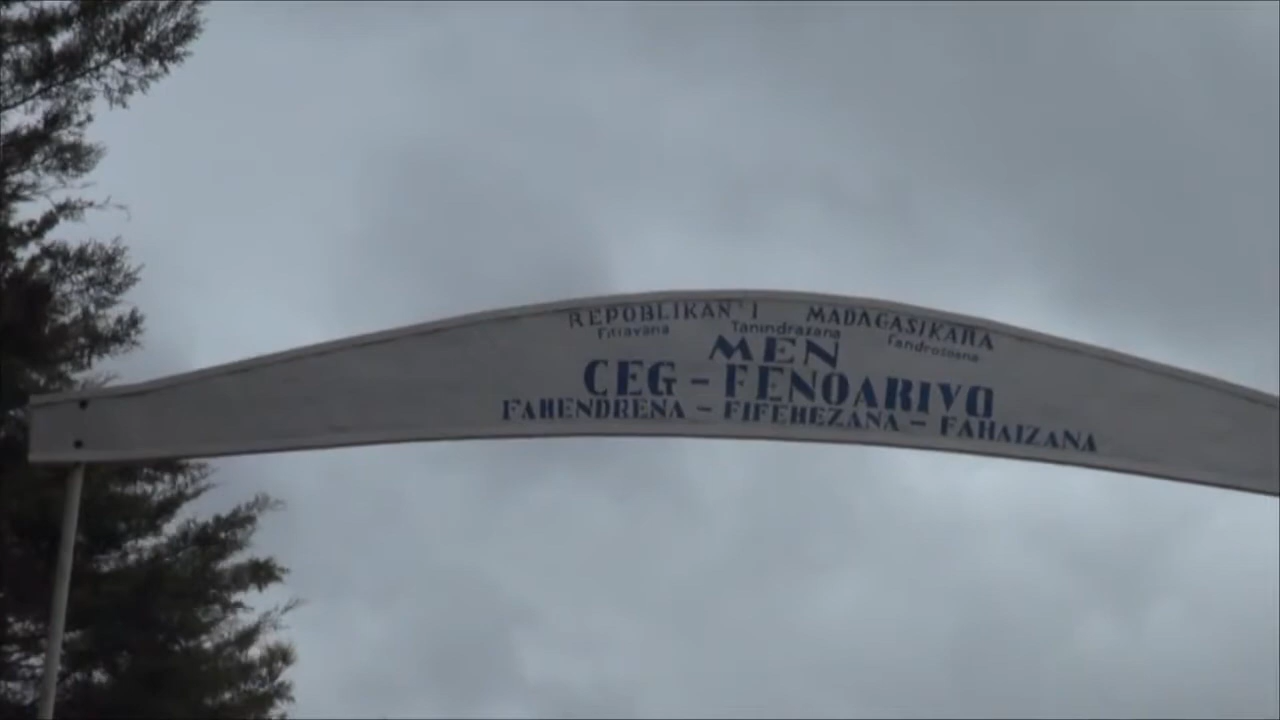 REPOBLIKAN'I MADAGASIKARA
Fitiavana Tanindrazana Fandrosoana
MEN
CEG - FENOARIVO
FAHENDRENA - FIFEHEZANA - FAHAIZANA